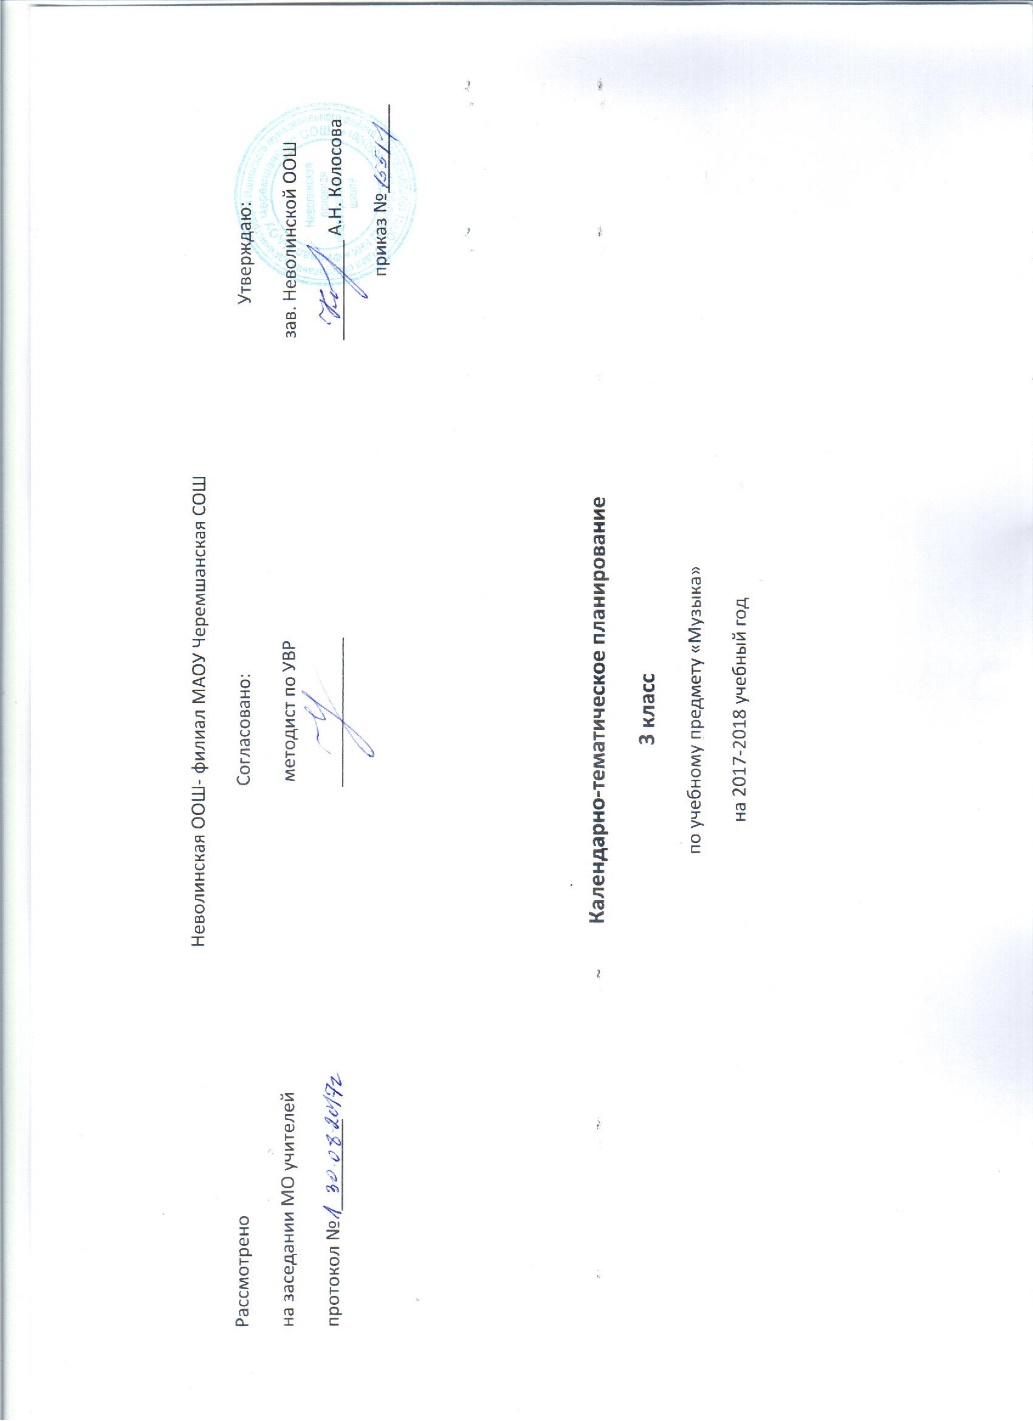 Неволинская ООШ- филиал МАОУ Черемшанская СОШ
Рассмотрено
на заседании МО учителей
протокол №1 30.08.2017г
Согласовано:
методист по УВР
Утверждаю:
зав. Неволинской ООШ
А.Н. Колосова
приказ №
Календарно-тематическое планирование
3 класс
по учебному предмету «Музыка»
на 2017-2018 учебный год